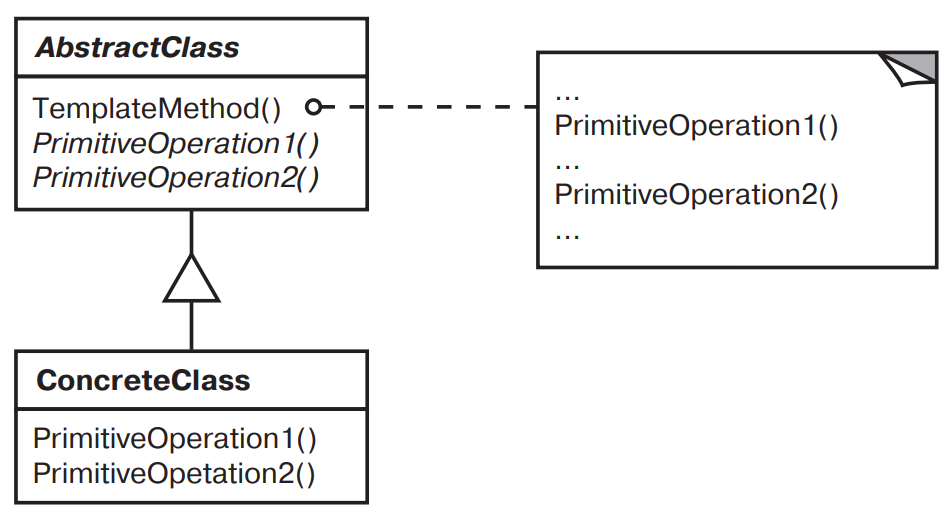 AbstractClass
TemplateMethod()
PrimitiveOperation1()
PrimitiveOperation2()
...
PrimitiveOperation1()
...
PrimitiveOperation2()
...
ConcreteClass
PrimitiveOperation1()
PrimitiveOpetation2()